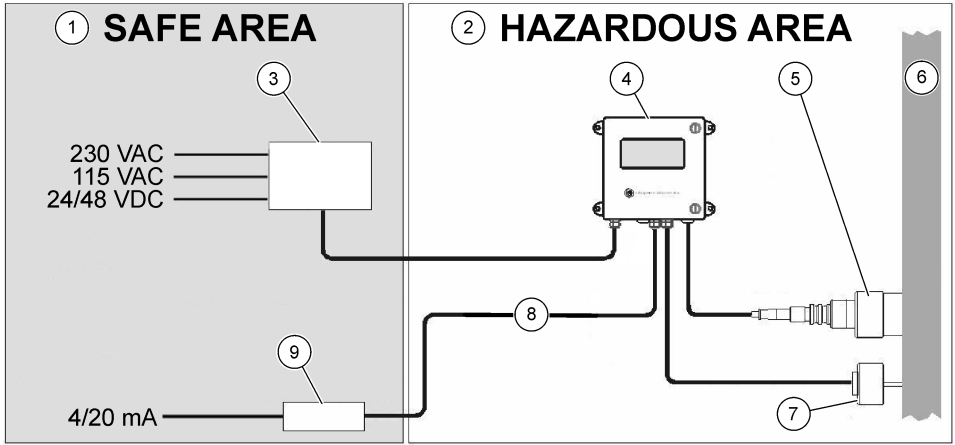 1 SAFE AREA
2 HAZARDOUS AREA
3
4
5
6
230 VAC
115 VAC
24/48 VDC
8
9
7
4/20 mA